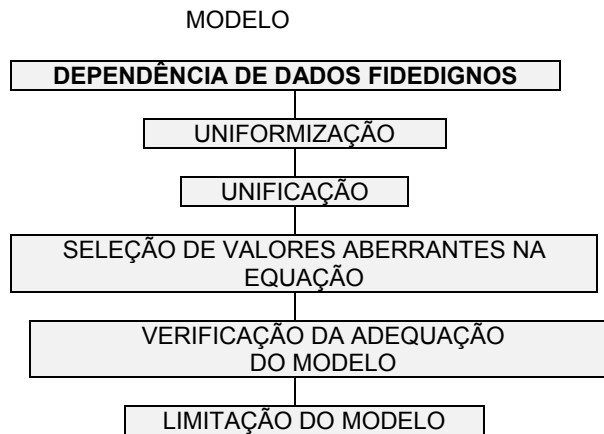 MODELO
DEPENDÊNCIA DE DADOS FIDEDIGNOS
UNIFORMIZAÇÃO
UNIFICAÇÃO
SELEÇÃO DE VALORES ABERRANTES NA
EQUAÇÃO
VERIFICAÇÃO DA ADEQUAÇÃO
DO MODELO
LIMITAÇÃO DO MODELO